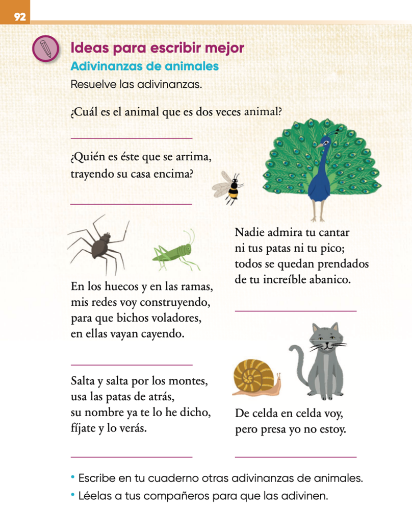 92
Ideas para escribir mejor
Adivinanzas de animales
Resuelve las adivinanzas.
¿Cuál es el animal que es dos veces animal?
¿Quién es éste que se arrima,
trayendo su casa encima?
En los huecos y en las ramas,
mis redes voy construyendo,
para que bichos voladores,
en ellas vayan cayendo.
Salta y salta por los montes,
usa las patas de atrás,
su nombre ya te lo he dicho,
fíjate y lo verás.
Nadie admira tu cantar
ni tus patas ni tu pico;
todos se quedan prendados
de tu increíble abanico.
De celda en celda voy,
pero presa yo no estoy.
• Escribe en tu cuaderno otras adivinanzas de animales.
• Léelas a tus compañeros para que las adivinen.